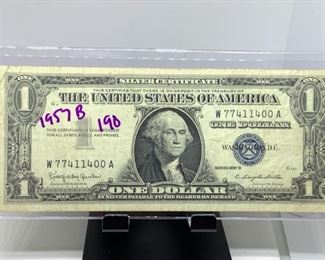 SILVER CERTIFICATE
THIS CERTIFIES THAT THERE IS ON DEPOSIT IN THE TREASURY OF
THE UNITED STATES OF AMERICA
1957 B 190
W 77411400 A
ONE DOLLAR
WASHINGTON, D.C.
W 77411400 A
SERIES 1957 B
ONE DOLLAR
IN SILVER PAYABLE TO THE BEARER ON DEMAND
1
1
1
1